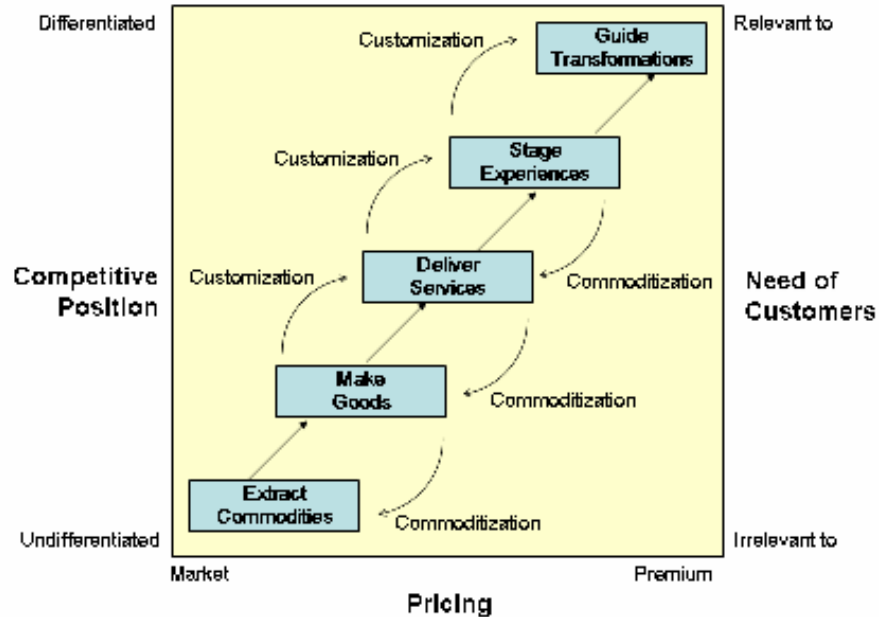 Differentiated
Customization
Guide
Transformations
Relevant to
Customization
Stage
Experiences
Competitive
Position
Customization
Deliver
Services
Commoditization
Need of
Customers
Make
Goods
Commoditization
Extract
Commodities
Commoditization
Undifferentiated
Irrelevant to
Market
Premium
Pricing